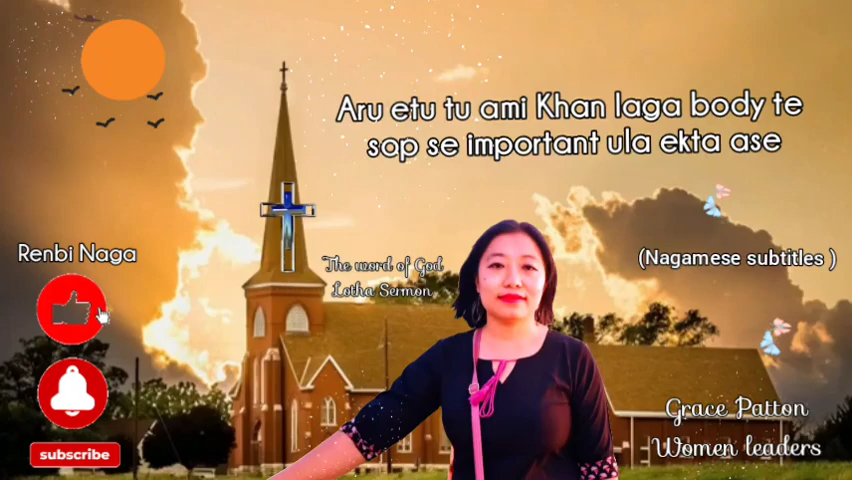 Aru etu tu ami Khan laga body te
sop se important ula ekta ase
Renbi Naga
The word of God
Lotha Sermon
(Nagamese subtitles )
Grace Patton
Women leaders
subscribe